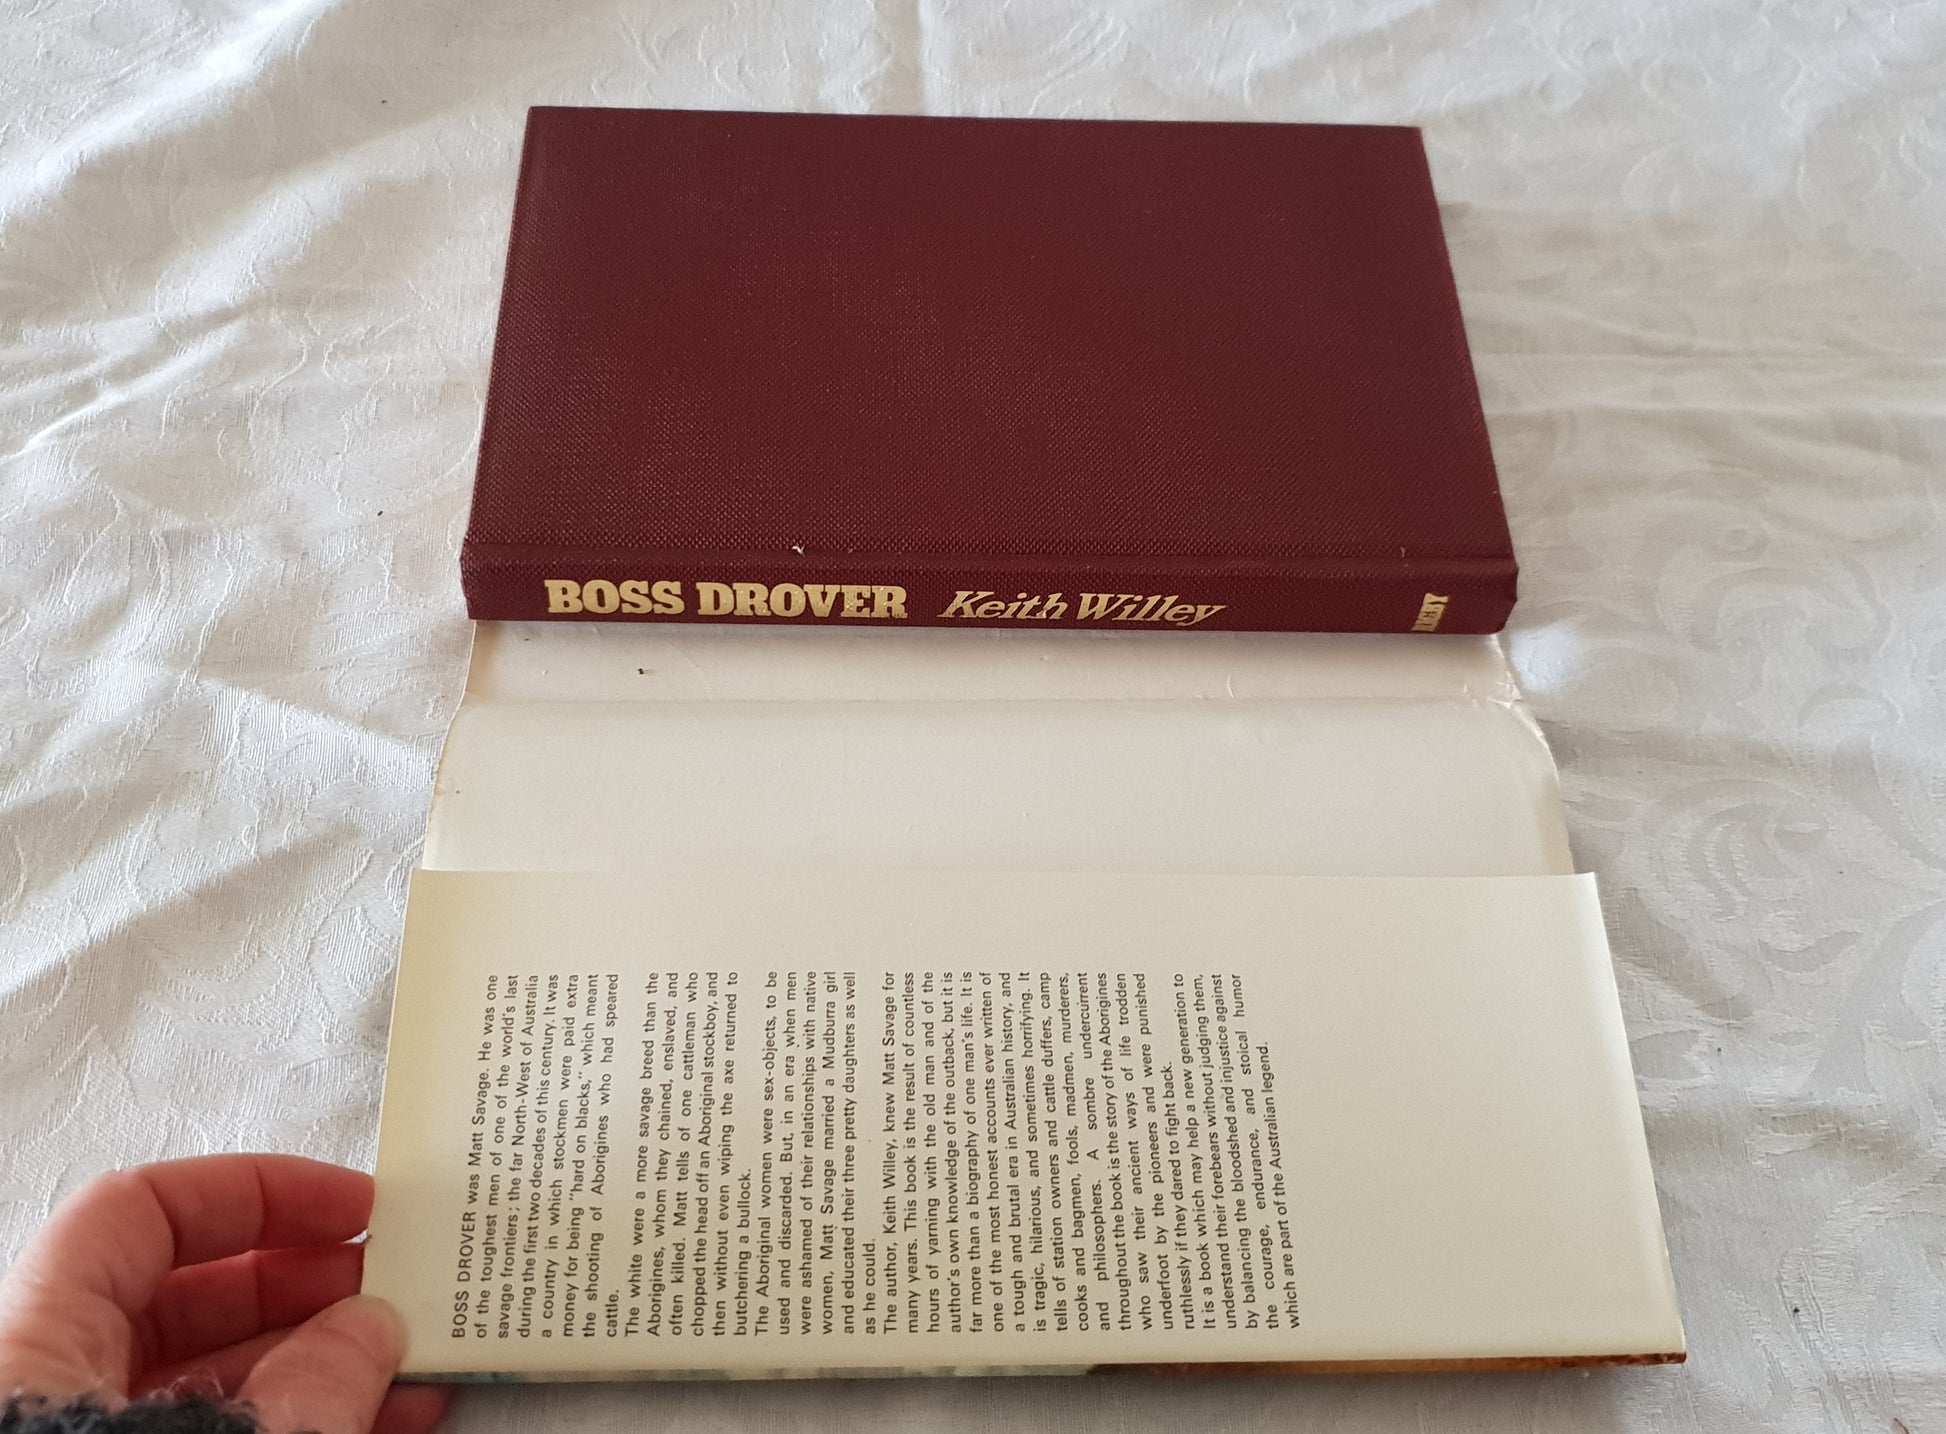 BOSS DROVER Keith Willey RIGBY
BOSS DROVER was Matt Savage. He was one
of the toughest men of one of the world's last
savage frontiers; the far North-West of Australia
during the first two decades of this century. It was
a country in which stockmen were paid extra
money for being "hard on blacks," which meant
the shooting of Aborigines who had speared
cattle.
The white were a more savage breed than the
Aborigines, whom they chained, enslaved, and
often killed. Matt tells of one cattleman who
chopped the head off an Aboriginal stockboy, and
then without even wiping the axe returned to
butchering a bullock.
The Aboriginal women were sex-objects, to be
used and discarded. But, in an era when men
were ashamed of their relationships with native
women, Matt Savage married a Mudburra girl
and educated their three pretty daughters as well
as he could.
The author, Keith Willey, knew Matt Savage for
many years. This book is the result of countless
hours of yarning with the old man and of the
author's own knowledge of the outback, but it is
far more than a biography of one man's life. It is
one of the most honest accounts ever written of
a tough and brutal era in Australian history, and
is tragic, hilarious, and sometimes horrifying. It
tells of station owners and cattle duffers, camp
cooks and bagmen, fools, madmen, murderers,
and philosophers. A sombre undercurrent
throughout the book is the story of the Aborigines
who saw their ancient ways of life trodden
underfoot by the pioneers and were punished
ruthlessly if they dared to fight back.
It is a book which may help a new generation to
understand their forebears without judging them,
by balancing the bloodshed and injustice against
the courage, endurance, and stoical humor
which are part of the Australian legend.